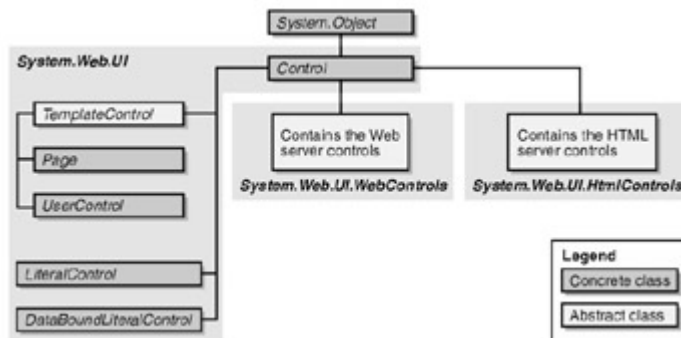 System.Object
System.Web.UI
Control
TemplateControl
Page
UserControl
LiteralControl
DataBoundLiteralControl
Contains the Web
server controls
System.Web.UI.WebControls
Contains the HTML
server controls
System.Web.UI.HtmlControls
Legend
Concrete class
Abstract class